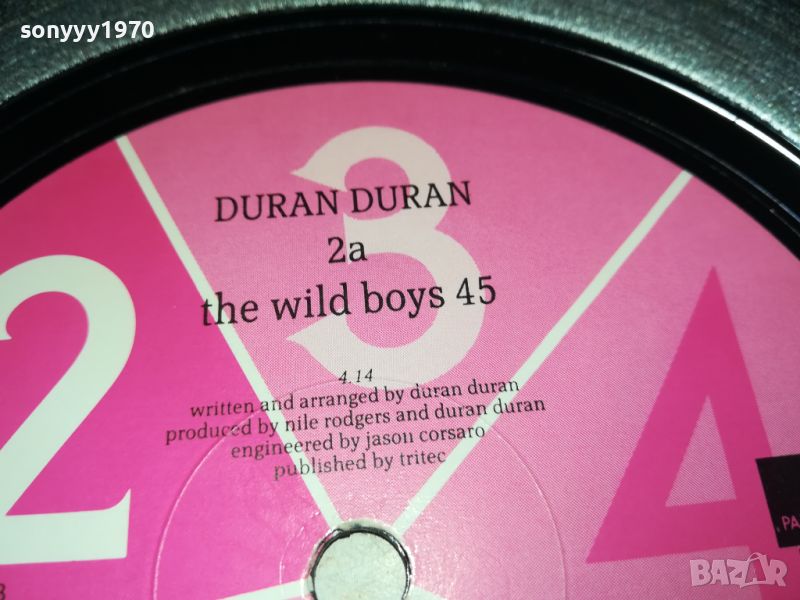 sonyyy1970
3
DURAN DURAN
2a
the wild boys 45
2
4
4.14
written and arranged by duran duran
produced by nile rodgers and duran duran
engineered by jason corsaro
published by tritec
BAZAR